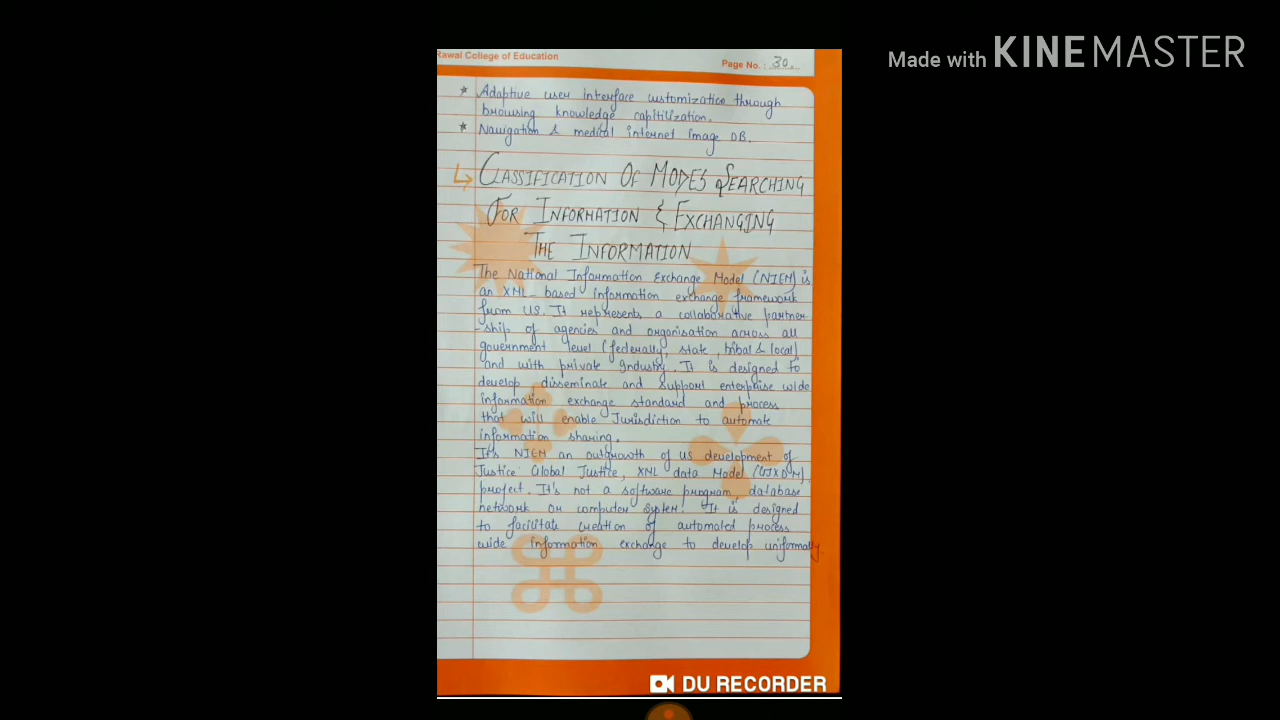 Made with KINEMASTER
Rawal College of Education
Page No. : 30
* Adaptive user interface customization through
browsing knowledge capitilization.
* Navigation & medical internet image DB.
↳ CLASSIFICATION OF MODES SEARCHING
FOR INFORMATION & EXCHANGING
THE INFORMATION
The National Information Exchange Model (NIEM) is
an XML-based information exchange framework
from US. It represents a collaborative partner-
-ship of agencies and organisation across all
government level (federally, state, tribal & local)
and with private Industry. It is designed to
develop disseminate and support enterprise wide
information exchange standard and process
that will enable Jurisdiction to automate
information sharing.
It's NIEM an outgrowth of US development of
Justice Global Justice, XML data Model (GJXDM)
project. It's not a software program, database
network or computer system. It is designed
to facilitate creation of automated process
wide information exchange to develop uniformally.
DU RECORDER